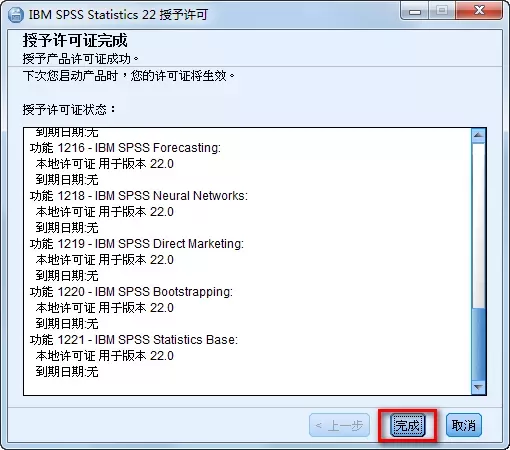 IBM SPSS Statistics 22 授予许可
授予许可证完成
授予产品许可证成功。
下次您启动产品时，您的许可证将生效。
授予许可证状态：
到期日期:无
功能 1216 - IBM SPSS Forecasting:
本地许可证 用于版本 22.0
到期日期:无
功能 1218 - IBM SPSS Neural Networks:
本地许可证 用于版本 22.0
到期日期:无
功能 1219 - IBM SPSS Direct Marketing:
本地许可证 用于版本 22.0
到期日期:无
功能 1220 - IBM SPSS Bootstrapping:
本地许可证 用于版本 22.0
到期日期:无
功能 1221 - IBM SPSS Statistics Base:
本地许可证 用于版本 22.0
到期日期:无
< 上一步 完成 取消